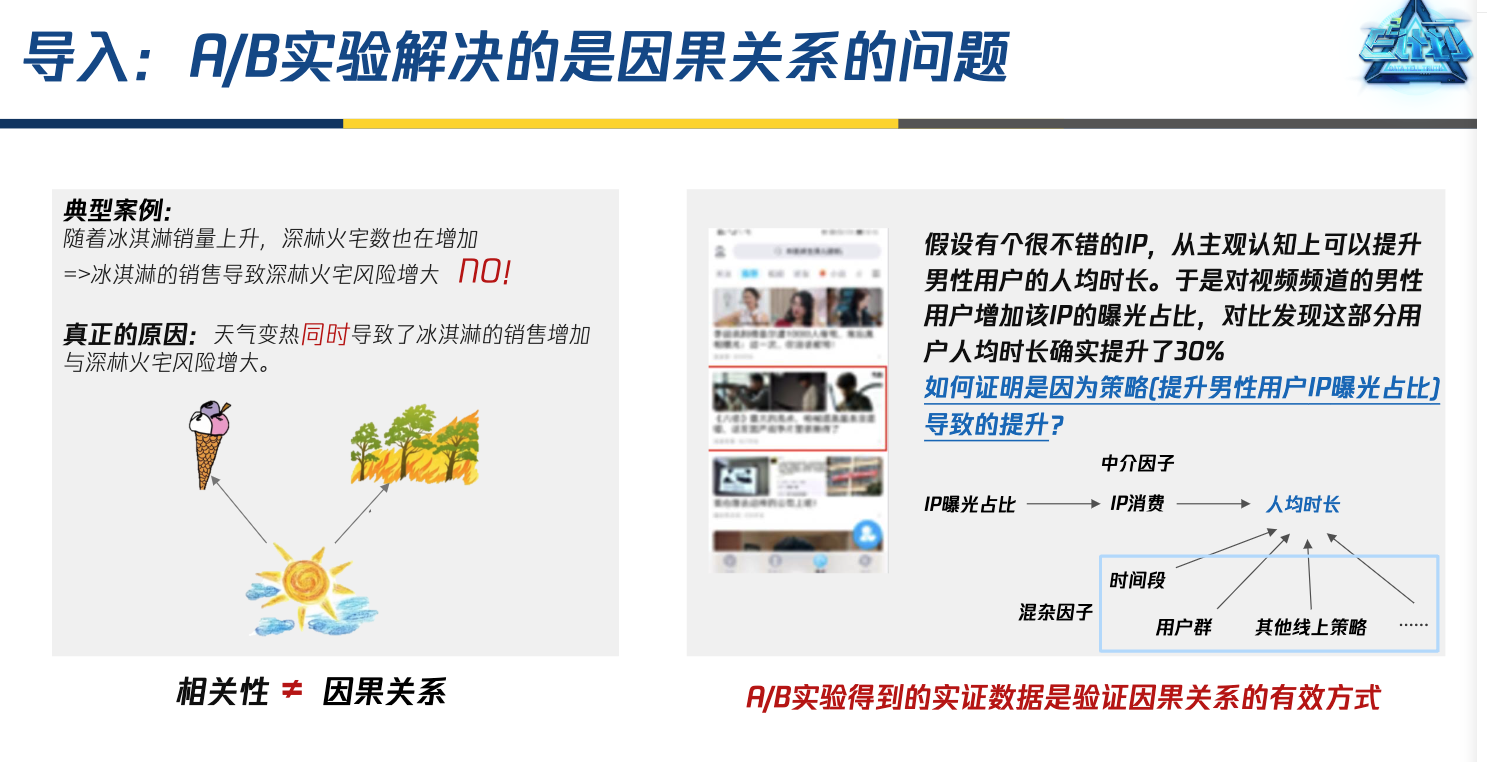 导入：A/B实验解决的是因果关系的问题
典型案例：
随着冰淇淋销量上升，深林火宅数也在增加
=>冰淇淋的销售导致深林火宅风险增大 NO!
真正的原因：天气变热同时导致了冰淇淋的销售增加
与深林火宅风险增大。
相关性 ≠ 因果关系
假设有个很不错的IP，从主观认知上可以提升
男性用户的人均时长。于是对视频频道的男性
用户增加该IP的曝光占比，对比发现这部分用
户人均时长确实提升了30%
如何证明是因为策略(提升男性用户IP曝光占比)
导致的提升?
中介因子
IP曝光占比
IP消费
人均时长
时间段
混杂因子
用户群
其他线上策略
······
A/B实验得到的实证数据是验证因果关系的有效方式